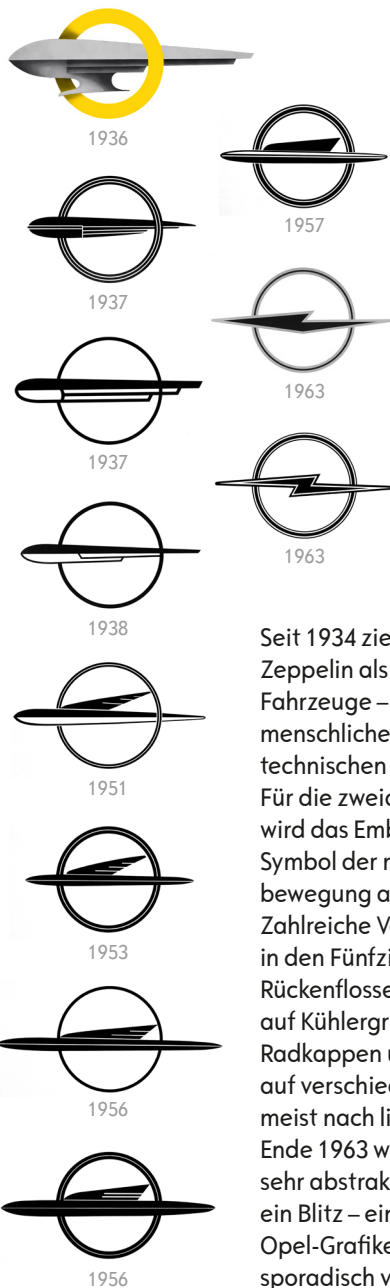 1936
1937
1937
1938
1951
1953
1956
1956
1957
1963
1963
Seit 1934 zie
Zeppelin als
Fahrzeuge –
menschliche
technischen
Für die zweid
wird das Emb
Symbol der r
bewegung a
Zahlreiche V
in den Fünfzi
Rückenflosse
auf Kühlergr
Radkappen u
auf verschied
meist nach li
Ende 1963 w
sehr abstrak
ein Blitz – ein
Opel-Grafike
sporadisch v